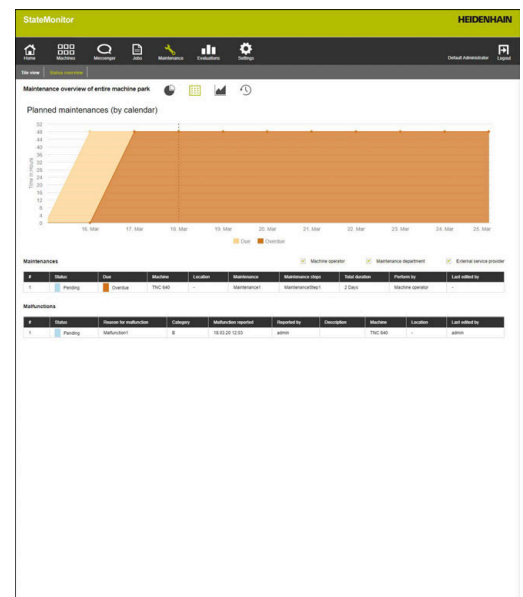 StateMonitor HEIDENHAIN
Home Machines Messenger Jobs Maintenance Evaluations Settings Default Administrator Logout
Tile view Status overview
Maintenance overview of entire machine park
Planned maintenances (by calendar)
Time in Hours
52
48
44
40
36
32
28
24
20
16
12
8
4
0
16. Mar 17. Mar 18. Mar 19. Mar 20. Mar 21. Mar 22. Mar 23. Mar 24. Mar 25. Mar
Due Overdue
Maintenances Machine operator Maintenance department External service provider
# Status Due Machine Location Maintenance Maintenance steps Total duration Perform by Last edited by
1 Pending Overdue TNC 640 - Maintenance1 MaintenanceStep1 2 Days Machine operator -
Malfunctions
# Status Reason for malfunction Category Malfunction reported Reported by Description Machine Location Last edited by
1 Pending Malfunction1 B 18.03.20 12:03 admin TNC 640 - admin